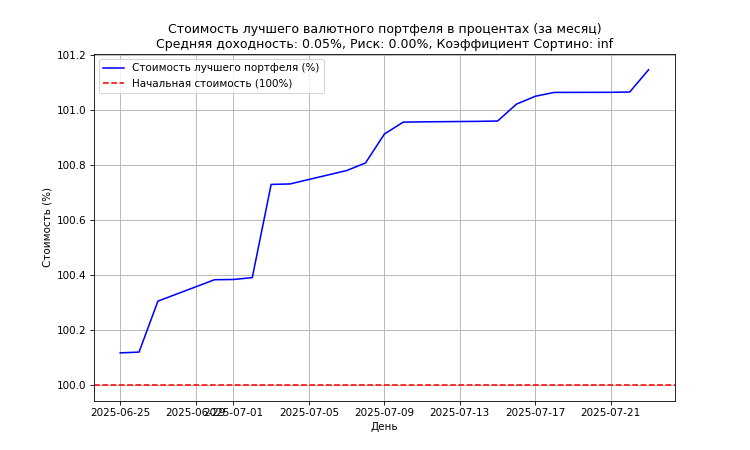 Стоимость лучшего валютного портфеля в процентах (за месяц)
Средняя доходность: 0.05%, Риск: 0.00%, Коэффициент Сортино: inf
Стоимость лучшего портфеля (%)
Начальная стоимость (100%)
Стоимость (%)
101.2
101.0
100.8
100.6
100.4
100.2
100.0
2025-06-25 2025-06-29 2025-07-01 2025-07-05 2025-07-09 2025-07-13 2025-07-17 2025-07-21
День